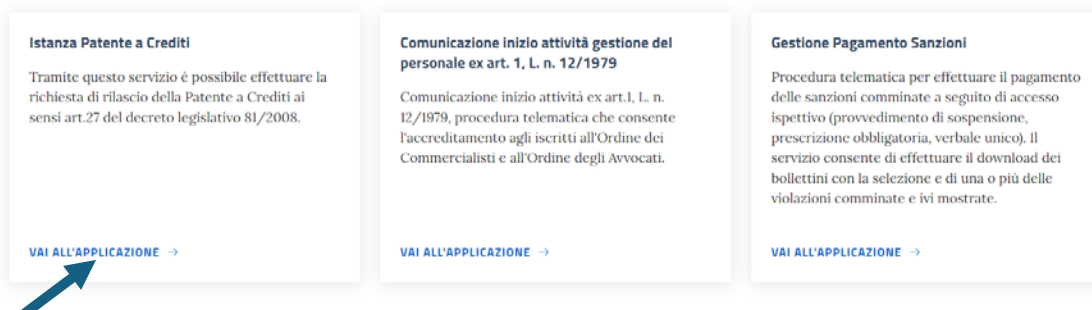 Istanza Patente a Crediti
Tramite questo servizio è possibile effettuare la
richiesta di rilascio della Patente a Crediti ai
sensi art.27 del decreto legislativo 81/2008.
VAI ALL'APPLICAZIONE →
Comunicazione inizio attività gestione del
personale ex art. 1, L. n. 12/1979
Comunicazione inizio attività ex art.1, L. n.
12/1979, procedura telematica che consente
l'accreditamento agli iscritti all'Ordine dei
Commercialisti e all'Ordine degli Avvocati.
VAI ALL'APPLICAZIONE →
Gestione Pagamento Sanzioni
Procedura telematica per effettuare il pagamento
delle sanzioni comminate a seguito di accesso
ispettivo (provvedimento di sospensione,
prescrizione obbligatoria, verbale unico). Il
servizio consente di effettuare il download dei
bollettini con la selezione e di una o più delle
violazioni comminate e ivi mostrate.
VAI ALL'APPLICAZIONE →